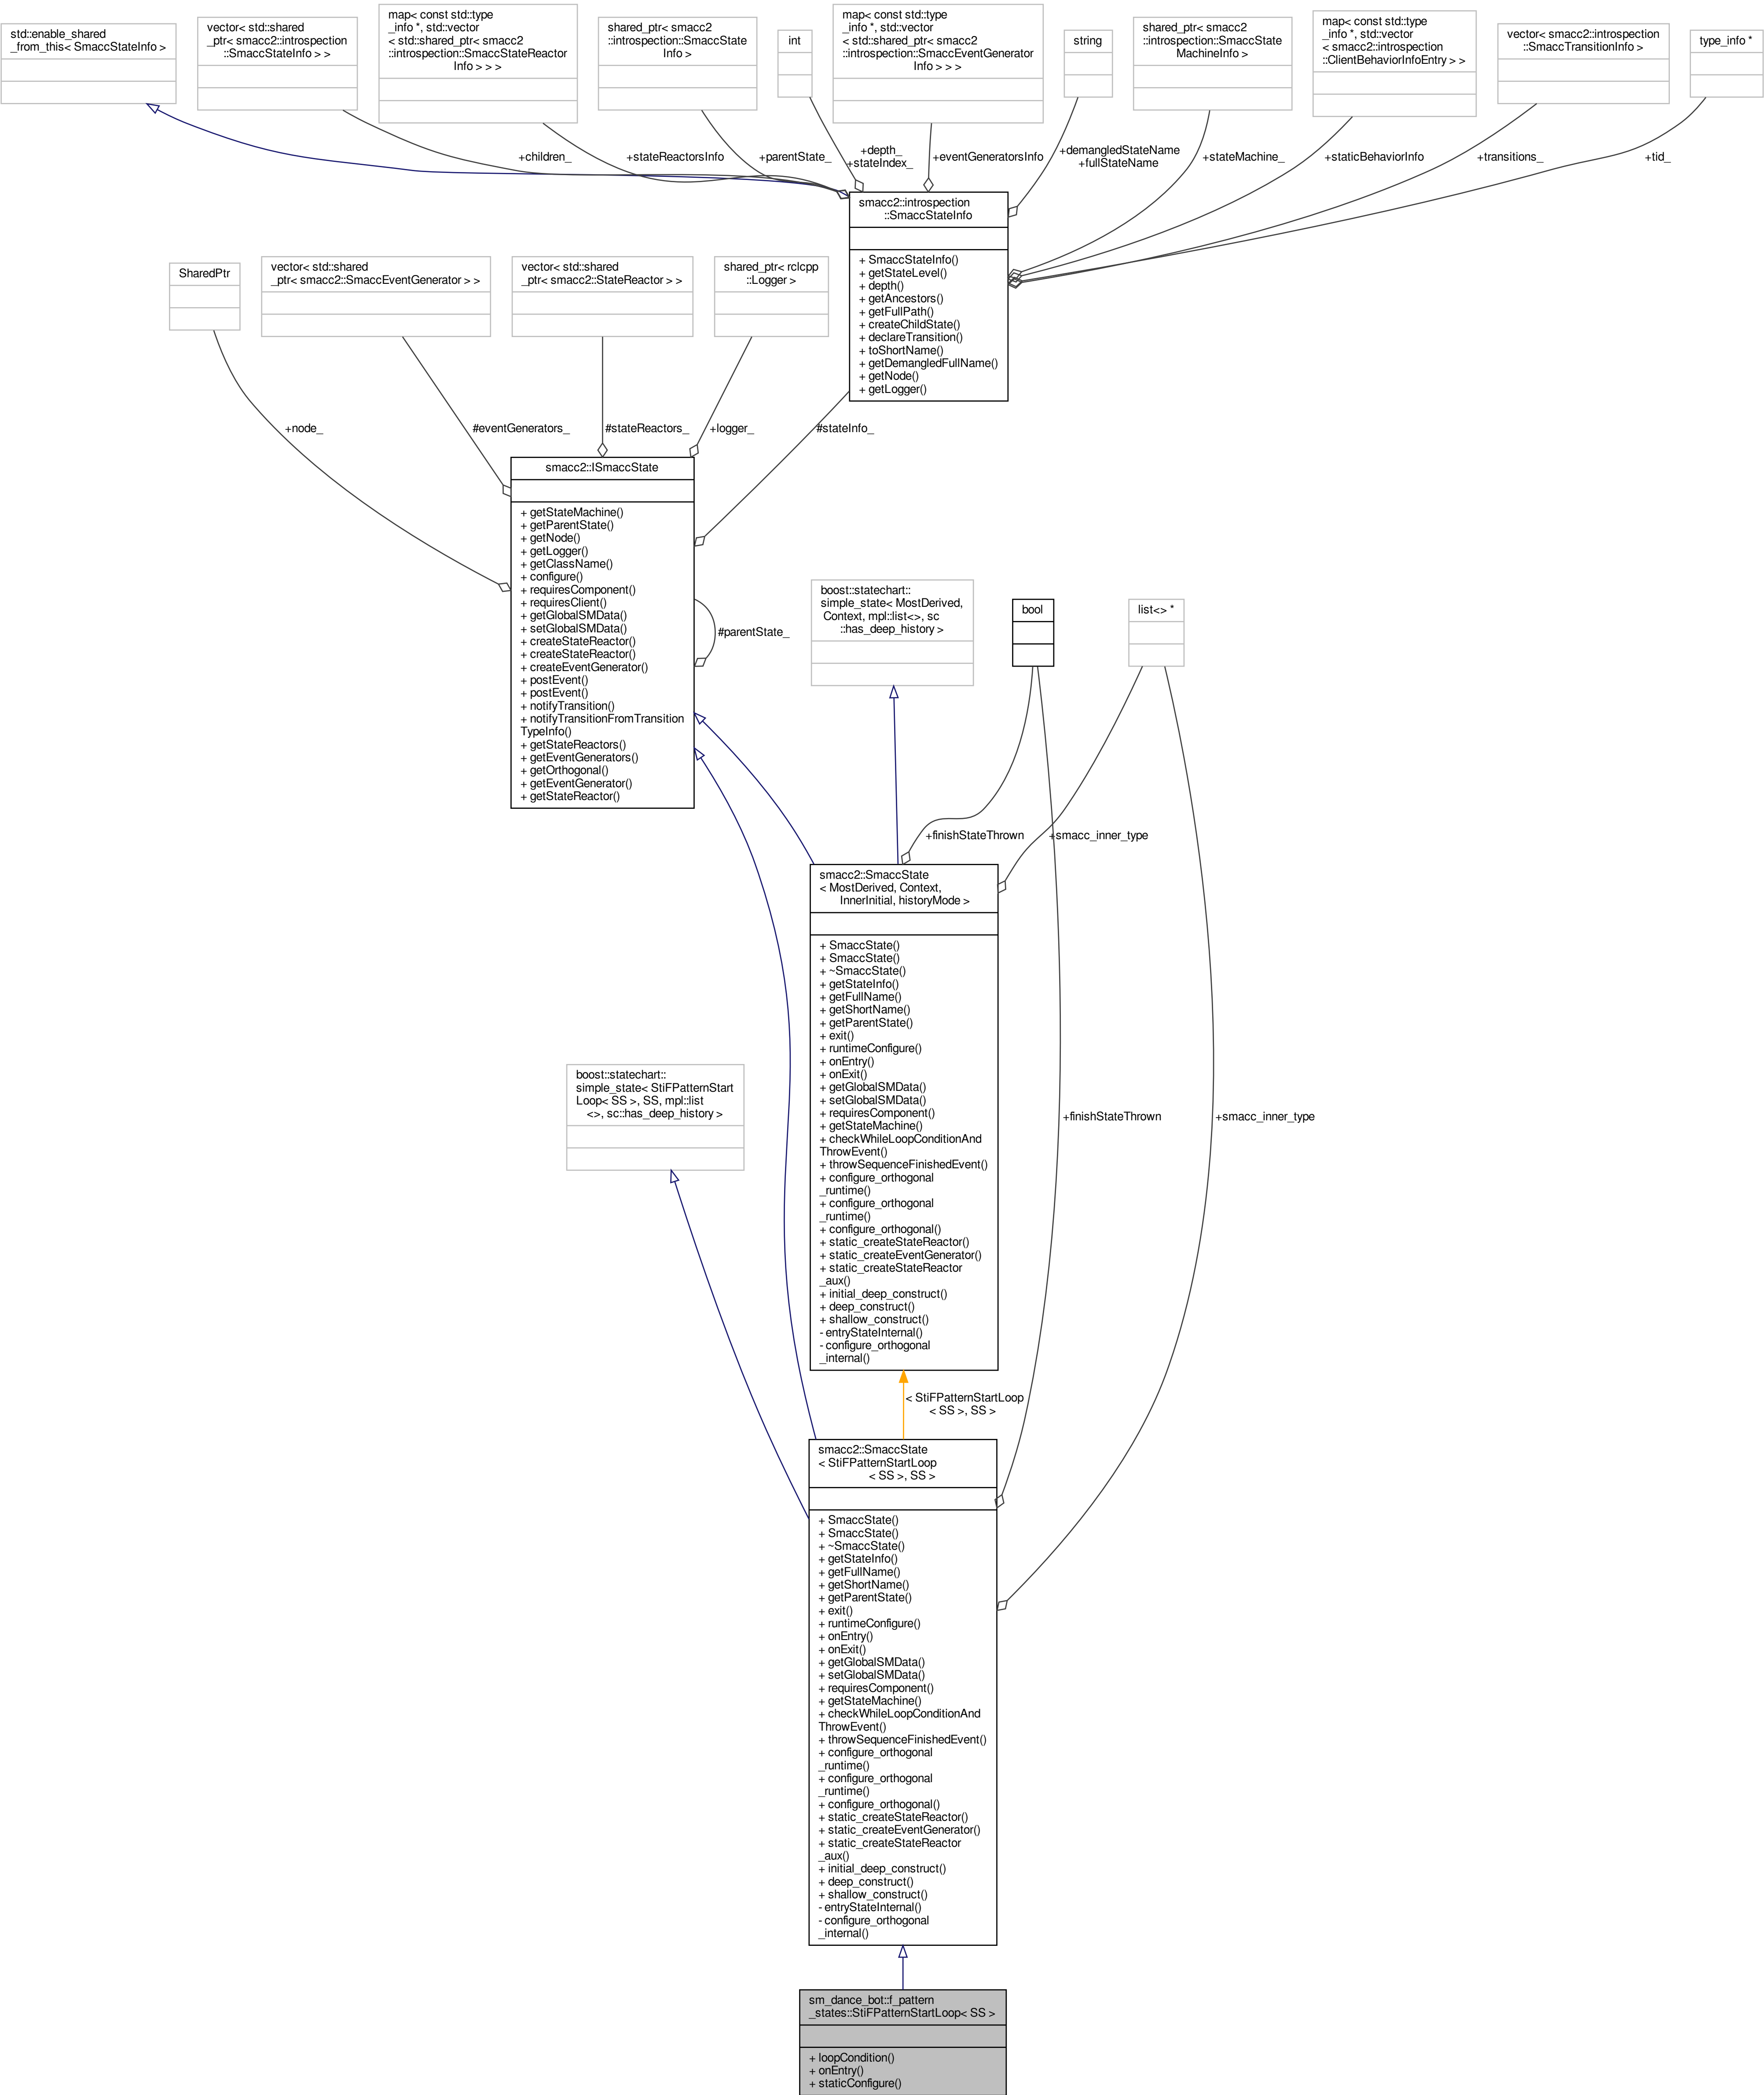 std::enable_shared
_from_this< SmaccStateInfo >
vector< std::shared
_ptr< smacc2::introspection
::SmaccStateInfo > >
map< const std::type
_info *, std::vector
< std::shared_ptr< smacc2
::introspection::SmaccStateReactor
Info > > >
shared_ptr< smacc2
::introspection::SmaccState
Info >
int
map< const std::type
_info *, std::vector
< std::shared_ptr< smacc2
::introspection::SmaccEventGenerator
Info > > >
string
shared_ptr< smacc2
::introspection::SmaccState
MachineInfo >
map< const std::type
_info *, std::vector
< smacc2::introspection
::ClientBehaviorInfoEntry > >
vector< smacc2::introspection
::SmaccTransitionInfo >
type_info *
+children_
+stateReactorsInfo
+parentState_
+depth_
+stateIndex_
+eventGeneratorsInfo
+demangledStateName
+fullStateName
+stateMachine_
+staticBehaviorInfo
+transitions_
+tid_
smacc2::introspection
::SmaccStateInfo
+ SmaccStateInfo()
+ getStateLevel()
+ depth()
+ getAncestors()
+ getFullPath()
+ createChildState()
+ declareTransition()
+ toShortName()
+ getDemangledFullName()
+ getNode()
+ getLogger()
SharedPtr
vector< std::shared
_ptr< smacc2::SmaccEventGenerator > >
vector< std::shared
_ptr< smacc2::StateReactor > >
shared_ptr< rclcpp
::Logger >
+node_
#eventGenerators_
#stateReactors_
+logger_
#stateInfo_
smacc2::ISmaccState
+ getStateMachine()
+ getParentState()
+ getNode()
+ getLogger()
+ getClassName()
+ configure()
+ requiresComponent()
+ requiresClient()
+ getGlobalSMData()
+ setGlobalSMData()
+ createStateReactor()
+ createStateReactor()
+ createEventGenerator()
+ postEvent()
+ postEvent()
+ notifyTransition()
+ notifyTransitionFromTransition
TypeInfo()
+ getStateReactors()
+ getEventGenerators()
+ getOrthogonal()
+ getEventGenerator()
+ getStateReactor()
#parentState_
boost::statechart::
simple_state< MostDerived,
Context, mpl::list<>, sc
::has_deep_history >
bool
list<> *
+finishStateThrown
+smacc_inner_type
smacc2::SmaccState
< MostDerived, Context,
InnerInitial, historyMode >
+ SmaccState()
+ SmaccState()
+ ~SmaccState()
+ getStateInfo()
+ getFullName()
+ getShortName()
+ getParentState()
+ exit()
+ runtimeConfigure()
+ onEntry()
+ onExit()
+ getGlobalSMData()
+ setGlobalSMData()
+ requiresComponent()
+ getStateMachine()
+ checkWhileLoopConditionAnd
ThrowEvent()
+ throwSequenceFinishedEvent()
+ configure_orthogonal
_runtime()
+ configure_orthogonal
_runtime()
+ configure_orthogonal()
+ static_createStateReactor()
+ static_createEventGenerator()
+ static_createStateReactor
_aux()
+ initial_deep_construct()
+ deep_construct()
+ shallow_construct()
- entryStateInternal()
- configure_orthogonal
_internal()
boost::statechart::
simple_state< StiFPatternStart
Loop< SS >, SS, mpl::list
<>, sc::has_deep_history >
+finishStateThrown
+smacc_inner_type
< StiFPatternStartLoop
< SS >, SS >
smacc2::SmaccState
< StiFPatternStartLoop
< SS >, SS >
+ SmaccState()
+ SmaccState()
+ ~SmaccState()
+ getStateInfo()
+ getFullName()
+ getShortName()
+ getParentState()
+ exit()
+ runtimeConfigure()
+ onEntry()
+ onExit()
+ getGlobalSMData()
+ setGlobalSMData()
+ requiresComponent()
+ getStateMachine()
+ checkWhileLoopConditionAnd
ThrowEvent()
+ throwSequenceFinishedEvent()
+ configure_orthogonal
_runtime()
+ configure_orthogonal
_runtime()
+ configure_orthogonal()
+ static_createStateReactor()
+ static_createEventGenerator()
+ static_createStateReactor
_aux()
+ initial_deep_construct()
+ deep_construct()
+ shallow_construct()
- entryStateInternal()
- configure_orthogonal
_internal()
sm_dance_bot::f_pattern
_states::StiFPatternStartLoop< SS >
+ loopCondition()
+ onEntry()
+ staticConfigure()